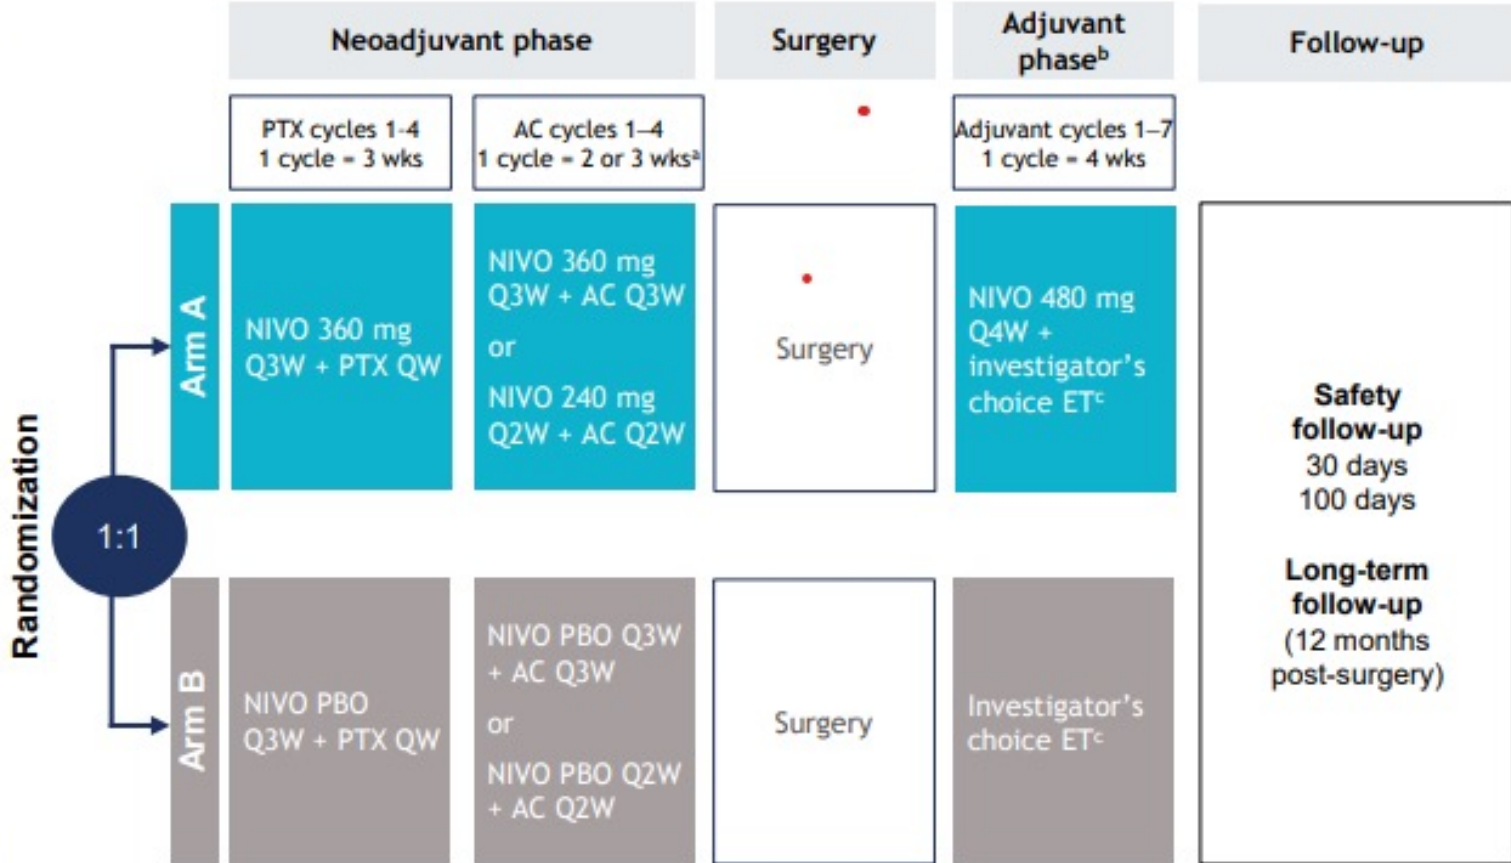 Neoadjuvant phase
Surgery
Adjuvant
phaseᵇ
Follow-up
PTX cycles 1-4
1 cycle = 3 wks
AC cycles 1–4
1 cycle = 2 or 3 wksᵃ
Adjuvant cycles 1–7
1 cycle = 4 wks
Randomization
1:1
Arm A
NIVO 360 mg
Q3W + PTX QW
NIVO 360 mg
Q3W + AC Q3W
or
NIVO 240 mg
Q2W + AC Q2W
Surgery
NIVO 480 mg
Q4W +
investigator’s
choice ETᶜ
Arm B
NIVO PBO
Q3W + PTX QW
NIVO PBO Q3W
+ AC Q3W
or
NIVO PBO Q2W
+ AC Q2W
Surgery
Investigator’s
choice ETᶜ
Safety
follow-up
30 days
100 days
Long-term
follow-up
(12 months
post-surgery)